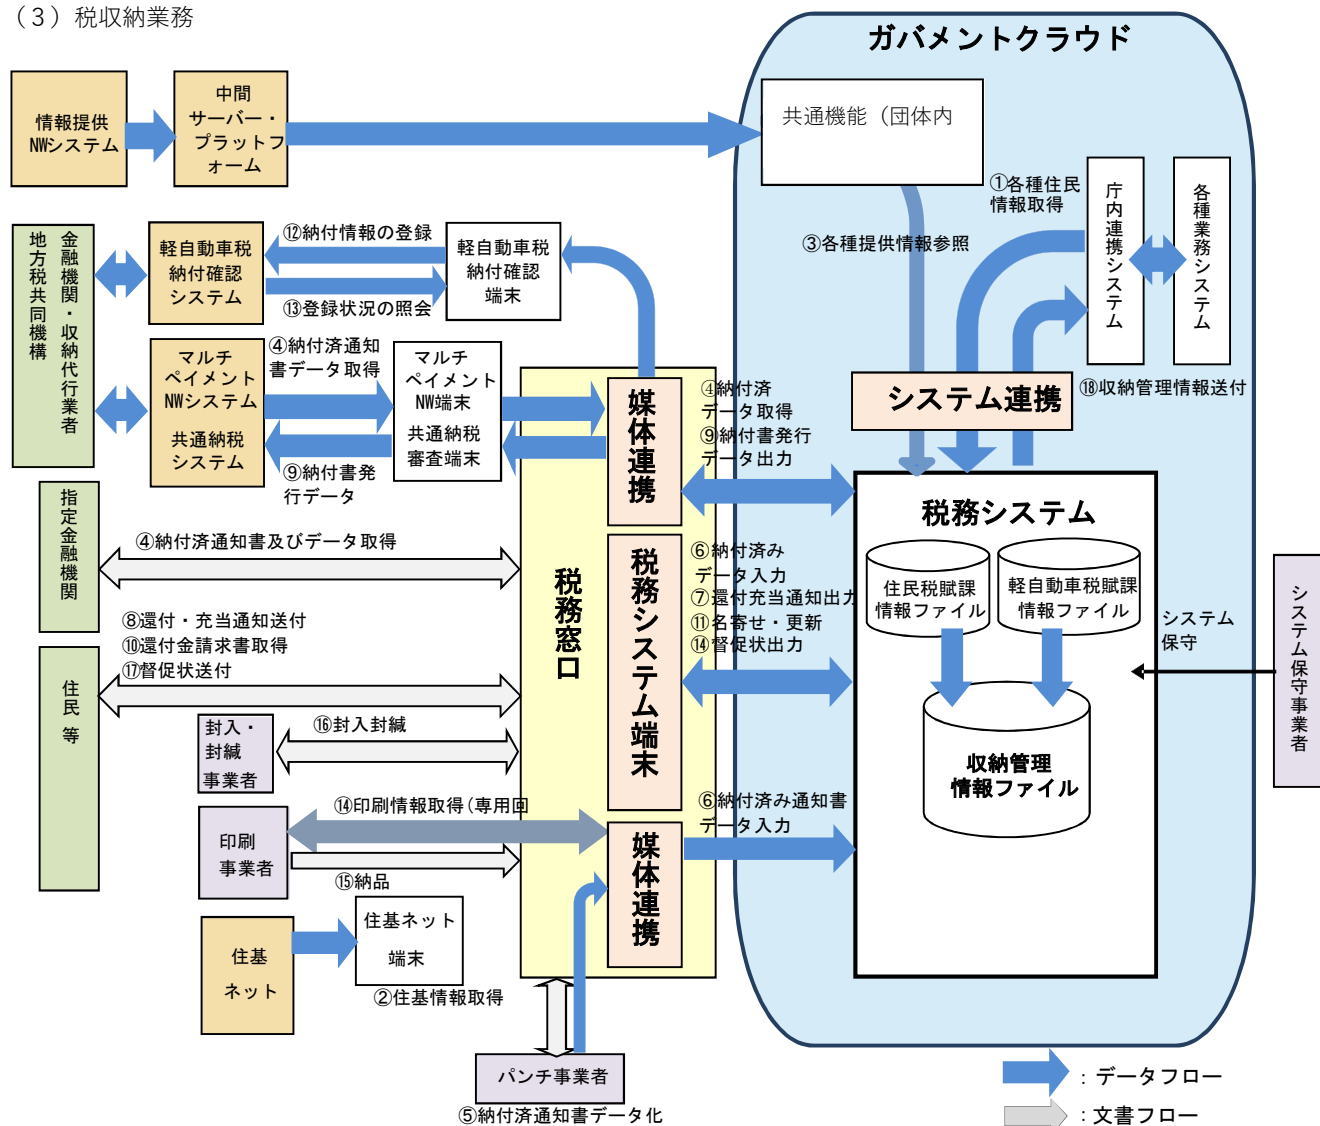 （3）税収納業務
ガバメントクラウド
情報提供
NWシステム
中間
サーバー・
プラットフ
ォーム
共通機能（団体内
①各種住民
情報取得
庁内連携システム
各種業務システム
③各種提供情報参照
地方税共同機構
金融機関・収納代行業者
軽自動車税
納付確認
システム
⑫納付情報の登録
⑬登録状況の照会
軽自動車税
納付確認
端末
マルチ
ペイメント
NWシステム
共通納税
システム
④納付済通知
書データ取得
⑨納付書発
行データ
マルチ
ペイメント
NW端末
共通納税
審査端末
媒体連携
④納付済
データ取得
⑨納付書発行
データ出力
システム連携
⑱収納管理情報送付
指定金融機関
④納付済通知書及びデータ取得
税務窓口
税務システム端末
⑥納付済み
データ入力
⑦還付充当通知出力
⑪名寄せ・更新
⑭督促状出力
税務システム
住民税賦課
情報ファイル
軽自動車税賦課
情報ファイル
収納管理
情報ファイル
システム
保守
システム保守事業者
⑧還付・充当通知送付
⑩還付金請求書取得
⑰督促状送付
住民等
封入・
封緘
事業者
⑯封入封緘
印刷
事業者
⑭印刷情報取得（専用回
⑮納品
媒体連携
⑥納付済み通知書
データ入力
住基
ネット
住基ネット
端末
②住基情報取得
パンチ事業者
⑤納付済通知書データ化
：データフロー
：文書フロー